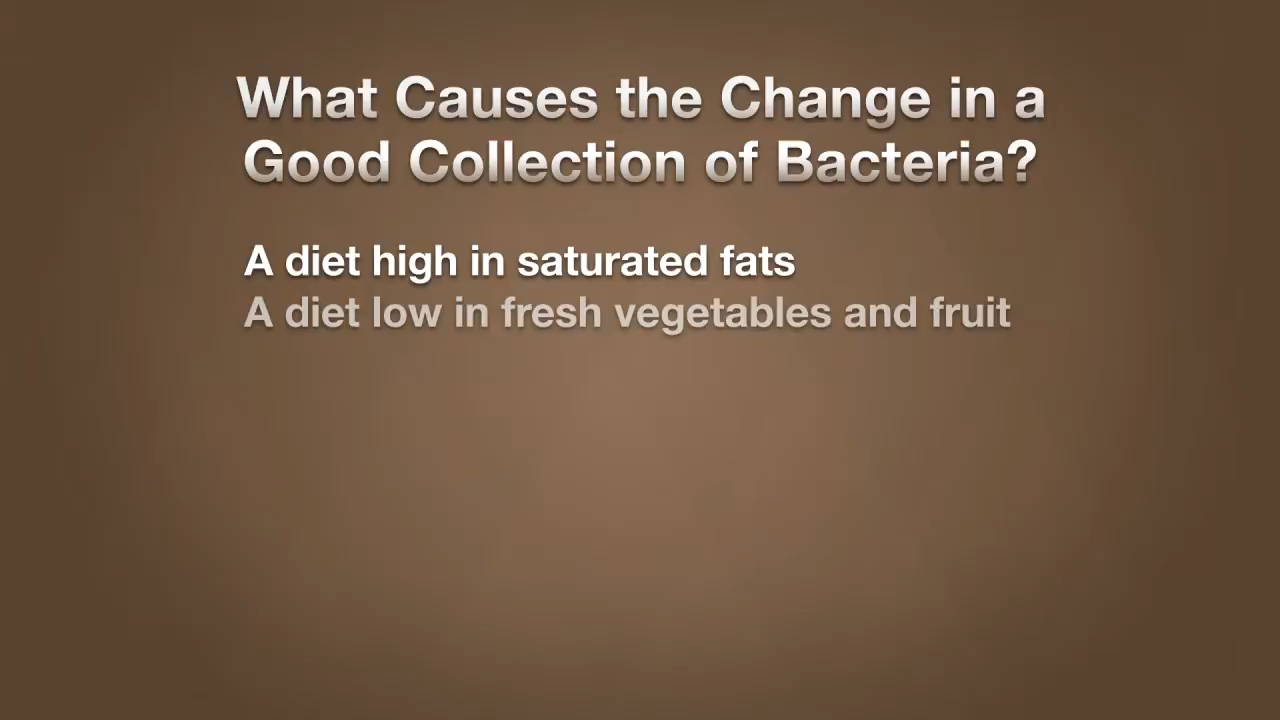 What Causes the Change in a
Good Collection of Bacteria?
A diet high in saturated fats
A diet low in fresh vegetables and fruit